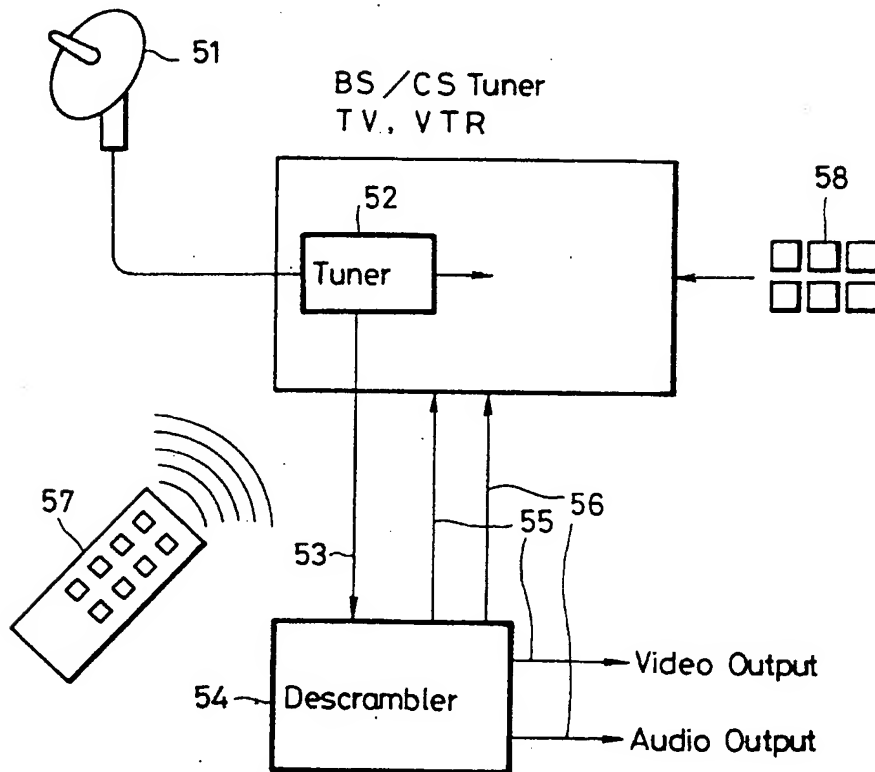 51
BS/CS Tuner
TV, VTR
52
58
Tuner
57
53
55
56
54
Descrambler
Video Output
Audio Output